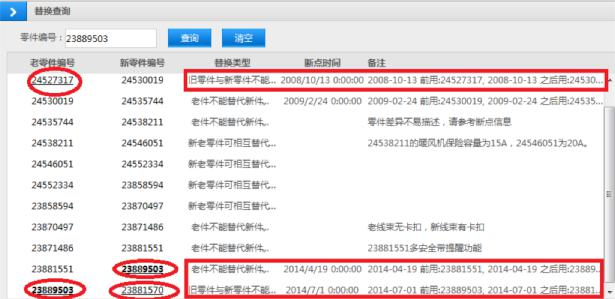 替换查询
零件编号： 23889503 查询 清空
老零件编号 新零件编号 替换类型 断点时间 备注
24527317 24530019 旧零件与新零件不能... 2008/10/13 0:00:00 2008-10-13 前用:24527317, 2008-10-13 之后用:24530...
24530019 24535744 老件不能替代新件,.. 2009/2/24 0:00:00 2009-02-24 前用:24530019, 2009-02-24 之后用:24535...
24535744 24538211 老件不能替代新件,.. 零件差异不易描述，请参考断点信息
24538211 24546051 新老零件可相互替代... 24538211的暖风机保险容量为15A，24546051为20A。
24546051 24552334 新老零件可相互替代...
24552334 23858594 新老零件可相互替代...
23858594 23870497 新老零件可相互替代...
23870497 23871486 老件不能替代新件,.. 老线束无卡扣，新线束有卡扣
23871486 23881551 老件不能替代新件,.. 23881551多安全带提醒功能
23881551 23889503 老件不能替代新件,.. 2014/4/19 0:00:00 2014-04-19 前用:23881551, 2014-04-19 之后用:23889...
23889503 23881570 旧零件与新零件不能... 2014/7/1 0:00:00 2014-07-01 前用:23889503, 2014-07-01 之后用:23881...